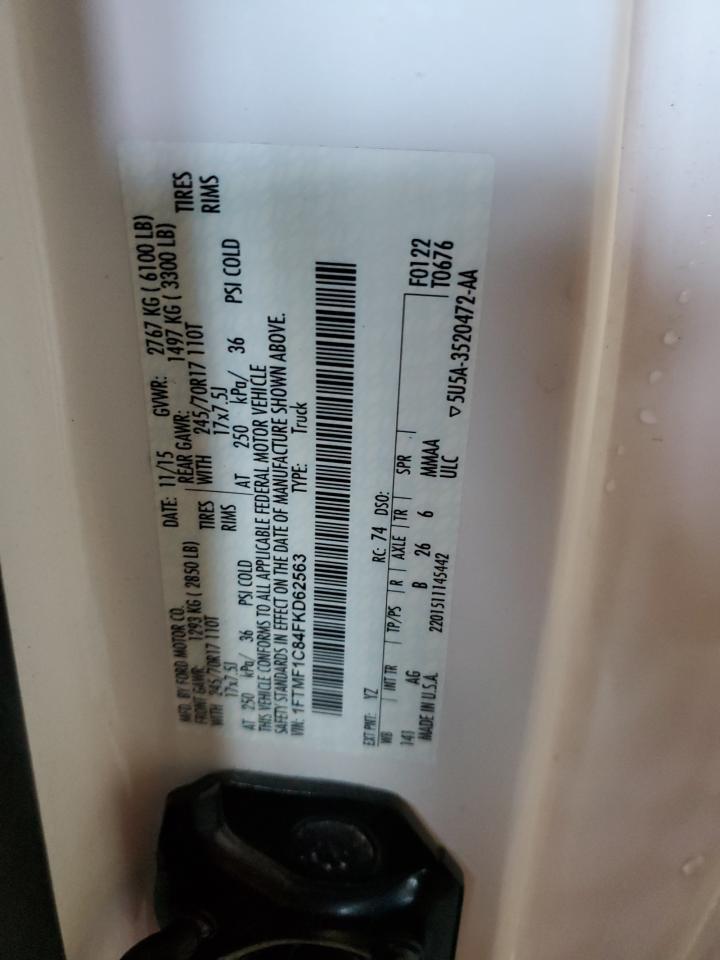 MFD. BY FORD MOTOR CO. DATE: 11/15 GVWR: 2767 KG ( 6100 LB)
FRONT GAWR: 1293 KG ( 2850 LB) REAR GAWR: 1497 KG ( 3300 LB)
WITH 245/70R17 110T TIRES WITH 245/70R17 110T TIRES
17x7.5J RIMS 17x7.5J RIMS
AT 250 kPa/ 36 PSI COLD AT 250 kPa/ 36 PSI COLD
THIS VEHICLE CONFORMS TO ALL APPLICABLE FEDERAL MOTOR VEHICLE
SAFETY STANDARDS IN EFFECT ON THE DATE OF MANUFACTURE SHOWN ABOVE.
VIN: 1FTMF1C84FKD62563 TYPE: Truck
EXT PNT: YZ RC: 74 DSO: F0122
WB INT TR TP/PS R AXLE TR SPR T0676
141 AG B 26 6 MMAA
MADE IN U.S.A. 2201511145442 ULC ▽5U5A-3520472-AA